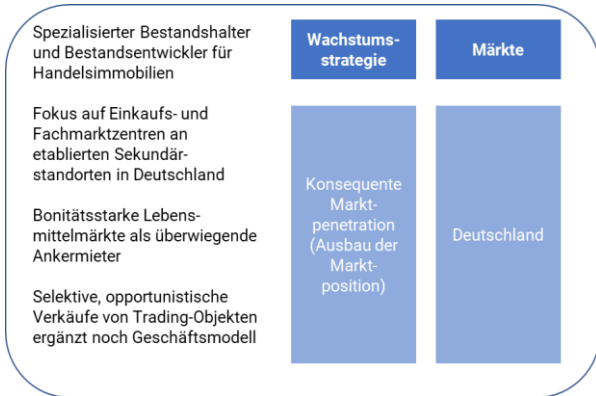 Spezialisierter Bestandshalter
und Bestandsentwickler für
Handelsimmobilien
Fokus auf Einkaufs- und
Fachmarktzentren an
etablierten Sekundär-
standorten in Deutschland
Bonitätsstarke Lebens-
mittelmärkte als überwiegende
Ankermieter
Selektive, opportunistische
Verkäufe von Trading-Objekten
ergänzt noch Geschäftsmodell
Wachstums-
strategie
Konsequente
Markt-
penetration
(Ausbau der
Markt-
position)
Märkte
Deutschland